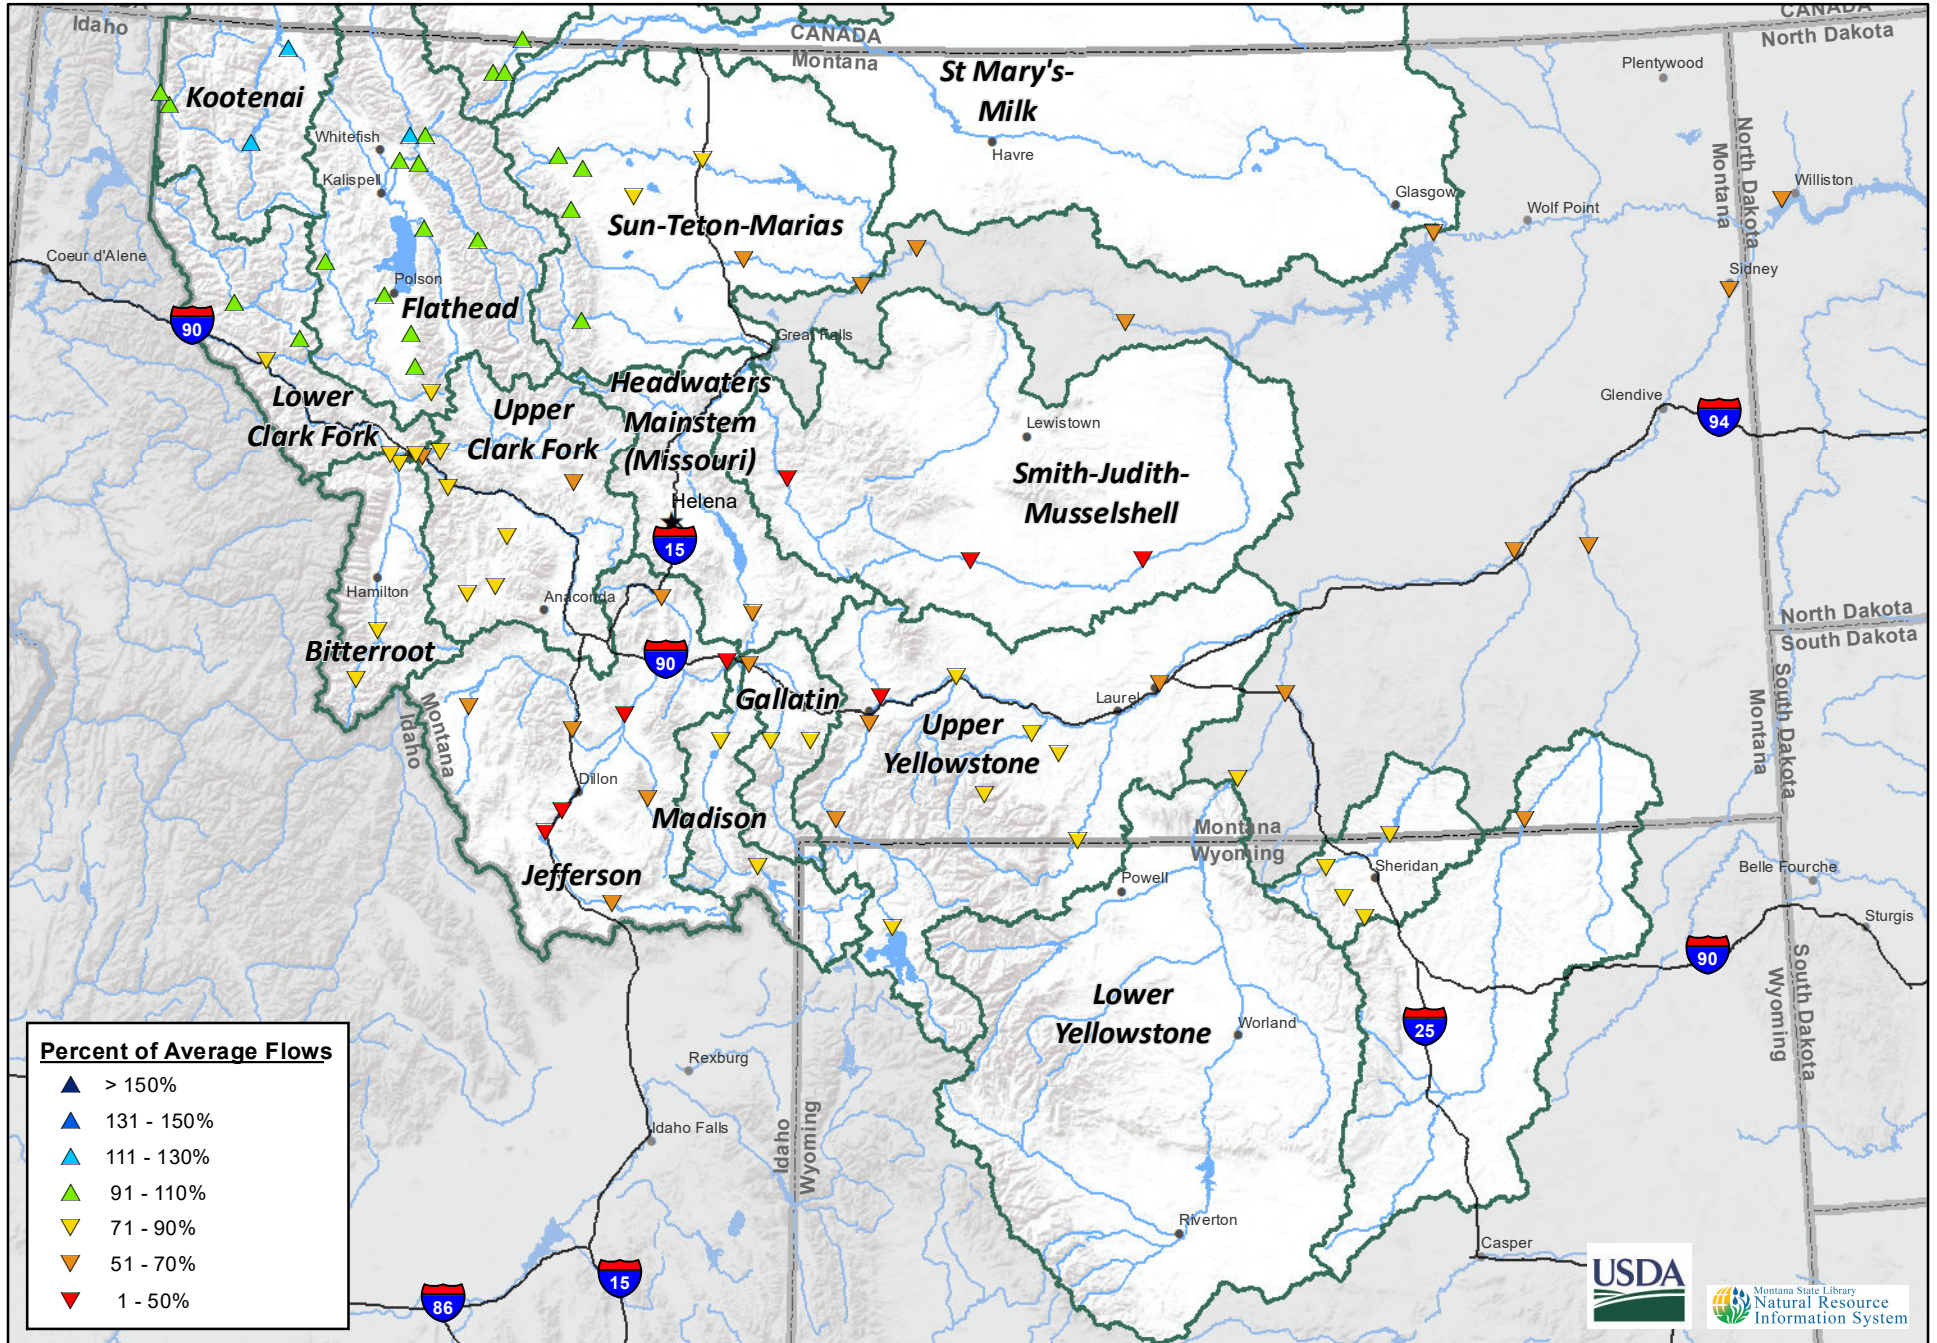 CANADA
Idaho
CANADA
Montana
CANADA
North Dakota
Plentywood
St Mary's-
Milk
Kootenai
Whitefish
Havre
Kalispell
North Dakota
Montana
Williston
Glasgow
Wolf Point
Sun-Teton-Marias
Coeur d'Alene
Polson
Sidney
Flathead
90
Great Falls
Headwaters
Mainstem
(Missouri)
Lower
Clark Fork
Upper
Clark Fork
Glendive
94
Lewistown
Smith-Judith-
Musselshell
Helena
15
Hamilton
Anaconda
North Dakota
South Dakota
Bitterroot
90
Montana
Idaho
Gallatin
Laurel
South Dakota
Montana
Upper
Yellowstone
Dillon
Madison
Montana
Wyoming
Jefferson
Powell
Sheridan
Belle Fourche
Sturgis
90
South Dakota
Wyoming
Lower
Yellowstone
Worland
25
Rexburg
Idaho Falls
Idaho
Wyoming
Riverton
Casper
15
86
Percent of Average Flows
> 150%
131 - 150%
111 - 130%
91 - 110%
71 - 90%
51 - 70%
1 - 50%
USDA
Montana State Library
Natural Resource
Information System